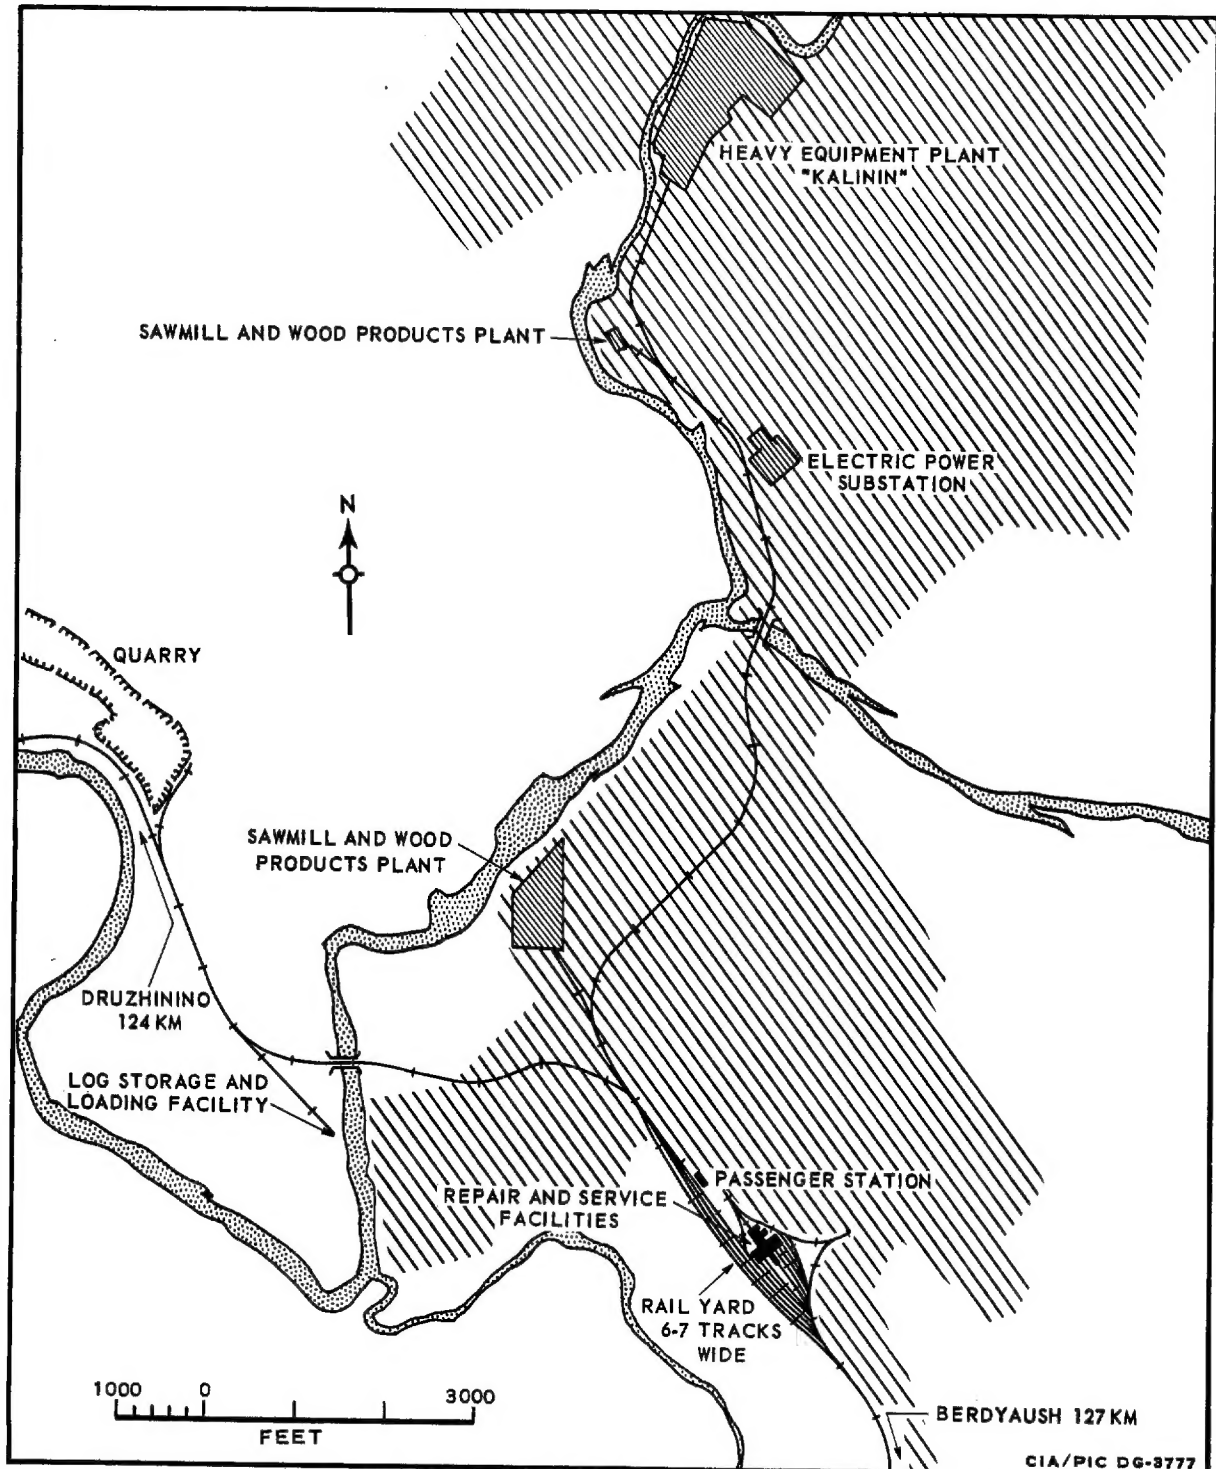 HEAVY EQUIPMENT PLANT
"KALININ"
SAWMILL AND WOOD PRODUCTS PLANT
ELECTRIC POWER
SUBSTATION
N
QUARRY
SAWMILL AND WOOD
PRODUCTS PLANT
DRUZHININO
124 KM
LOG STORAGE AND
LOADING FACILITY
PASSENGER STATION
REPAIR AND SERVICE
FACILITIES
RAIL YARD
6-7 TRACKS
WIDE
1000 0 3000
FEET
BERDYAUSH 127 KM
CIA/PIC DG-3777